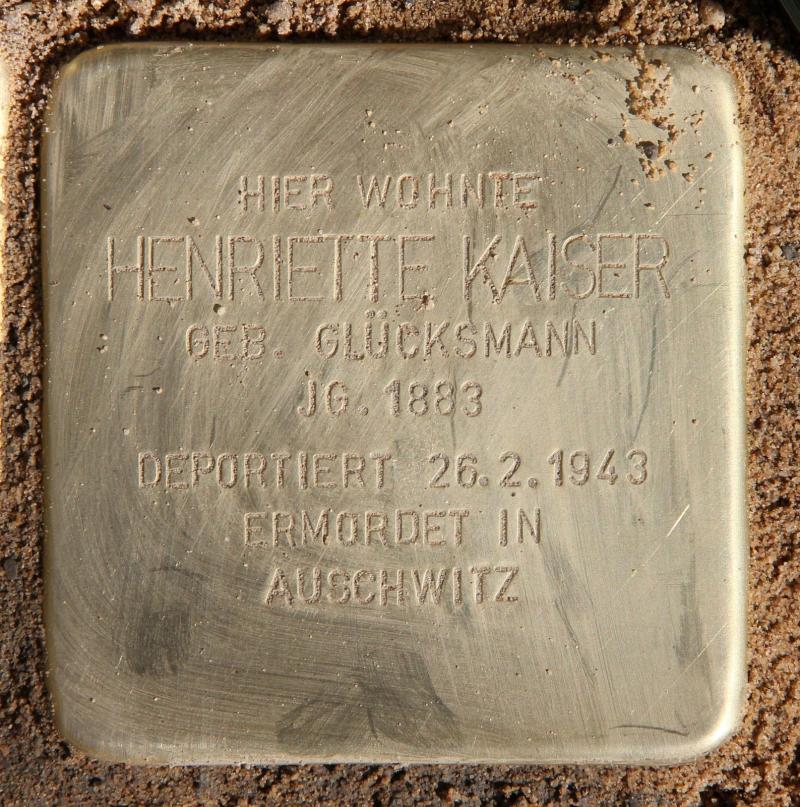 HIER WOHNTE
HENRIETTE KAISER
GEB. GLÜCKSMANN
JG. 1883
DEPORTIERT 26.2.1943
ERMORDET IN
AUSCHWITZ